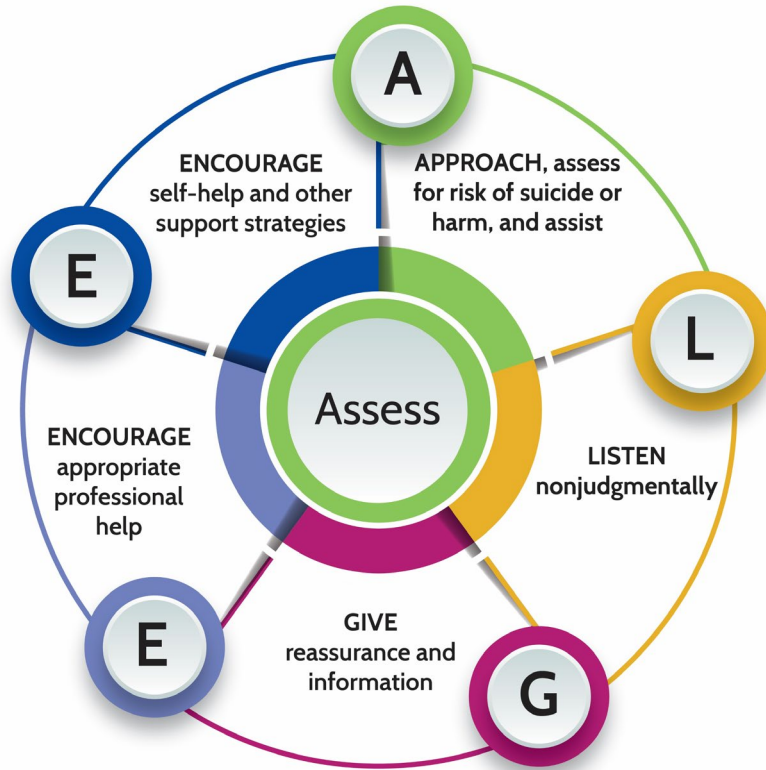 A
APPROACH, assess
for risk of suicide or
harm, and assist
L
LISTEN
nonjudgmentally
G
GIVE
reassurance and
information
E
ENCOURAGE
appropriate
professional
help
E
ENCOURAGE
self-help and other
support strategies
Assess